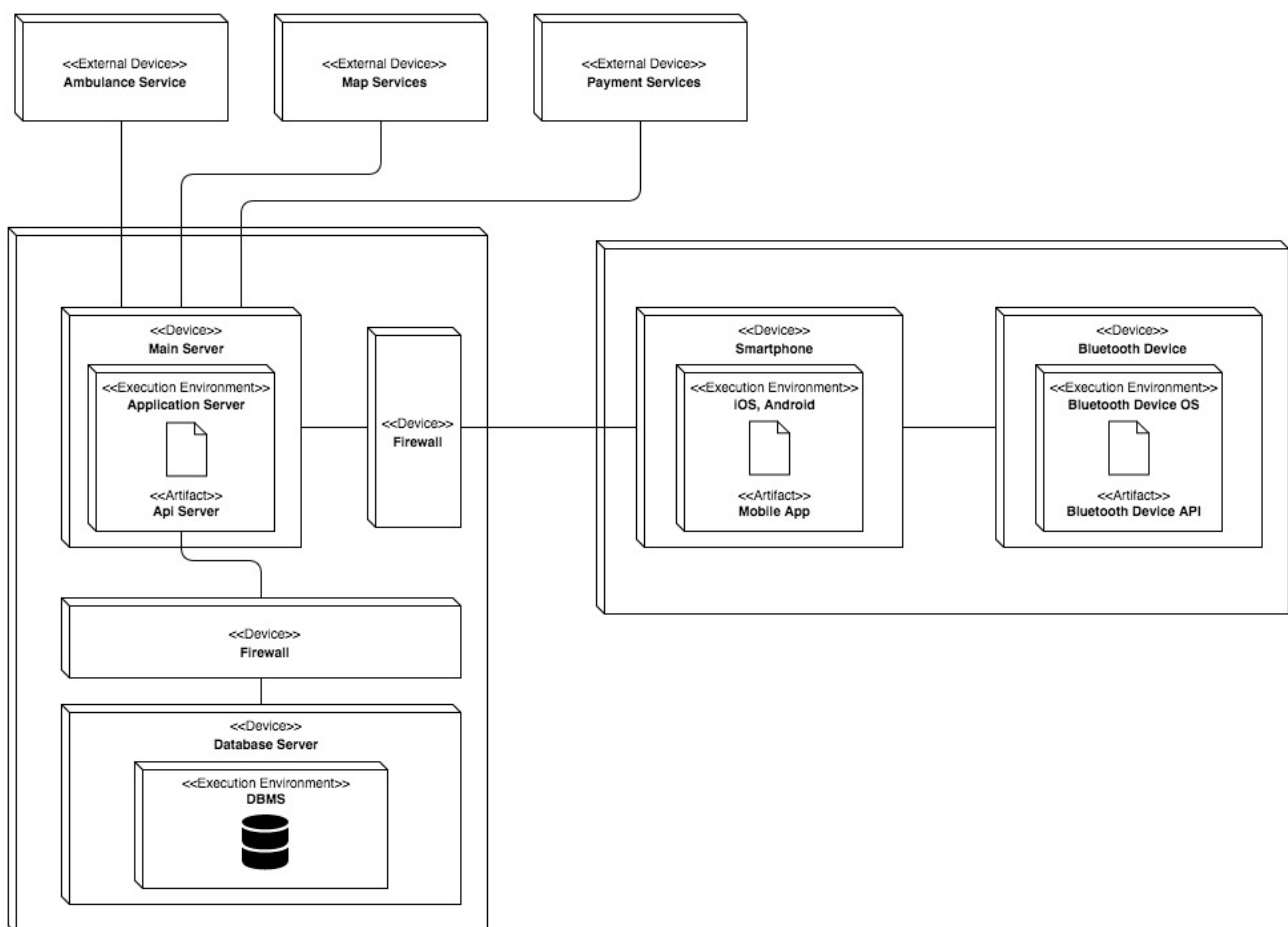 <<External Device>>
Ambulance Service
<<External Device>>
Map Services
<<External Device>>
Payment Services
<<Device>>
Main Server
<<Execution Environment>>
Application Server
<<Artifact>>
Api Server
<<Device>>
Firewall
<<Device>>
Smartphone
<<Execution Environment>>
iOS, Android
<<Artifact>>
Mobile App
<<Device>>
Bluetooth Device
<<Execution Environment>>
Bluetooth Device OS
<<Artifact>>
Bluetooth Device API
<<Device>>
Firewall
<<Device>>
Database Server
<<Execution Environment>>
DBMS